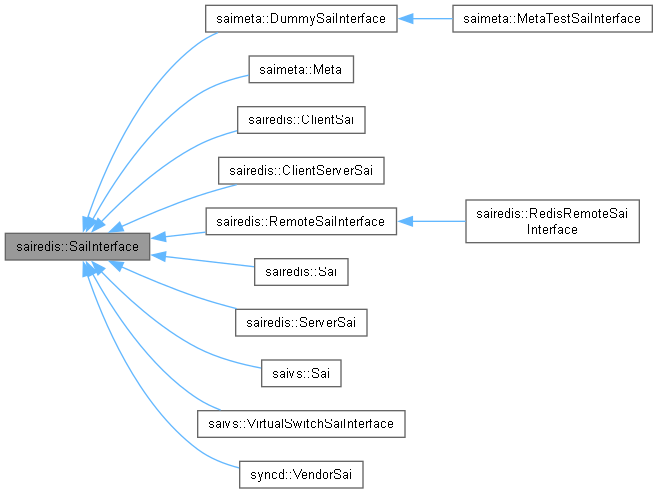 saimeta::DummySaiInterface
saimeta::MetaTestSaiInterface
saimeta::Meta
sairedis::ClientSai
sairedis::ClientServerSai
sairedis::RemoteSaiInterface
sairedis::RedisRemoteSai
Interface
sairedis::SaiInterface
sairedis::Sai
sairedis::ServerSai
saivs::Sai
saivs::VirtualSwitchSaiInterface
syncd::VendorSai